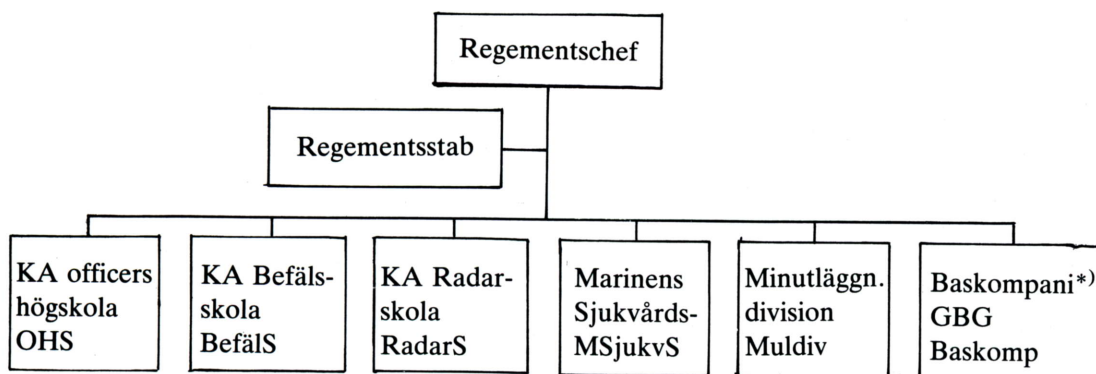 Regementschef
Regementsstab
KA officers
högskola
OHS
KA Befäls-
skola
BefälS
KA Radar-
skola
RadarS
Marinens
Sjukvårds-
MSjukvS
Minutläggn.
division
Muldiv
Baskompani*)
GBG
Baskomp